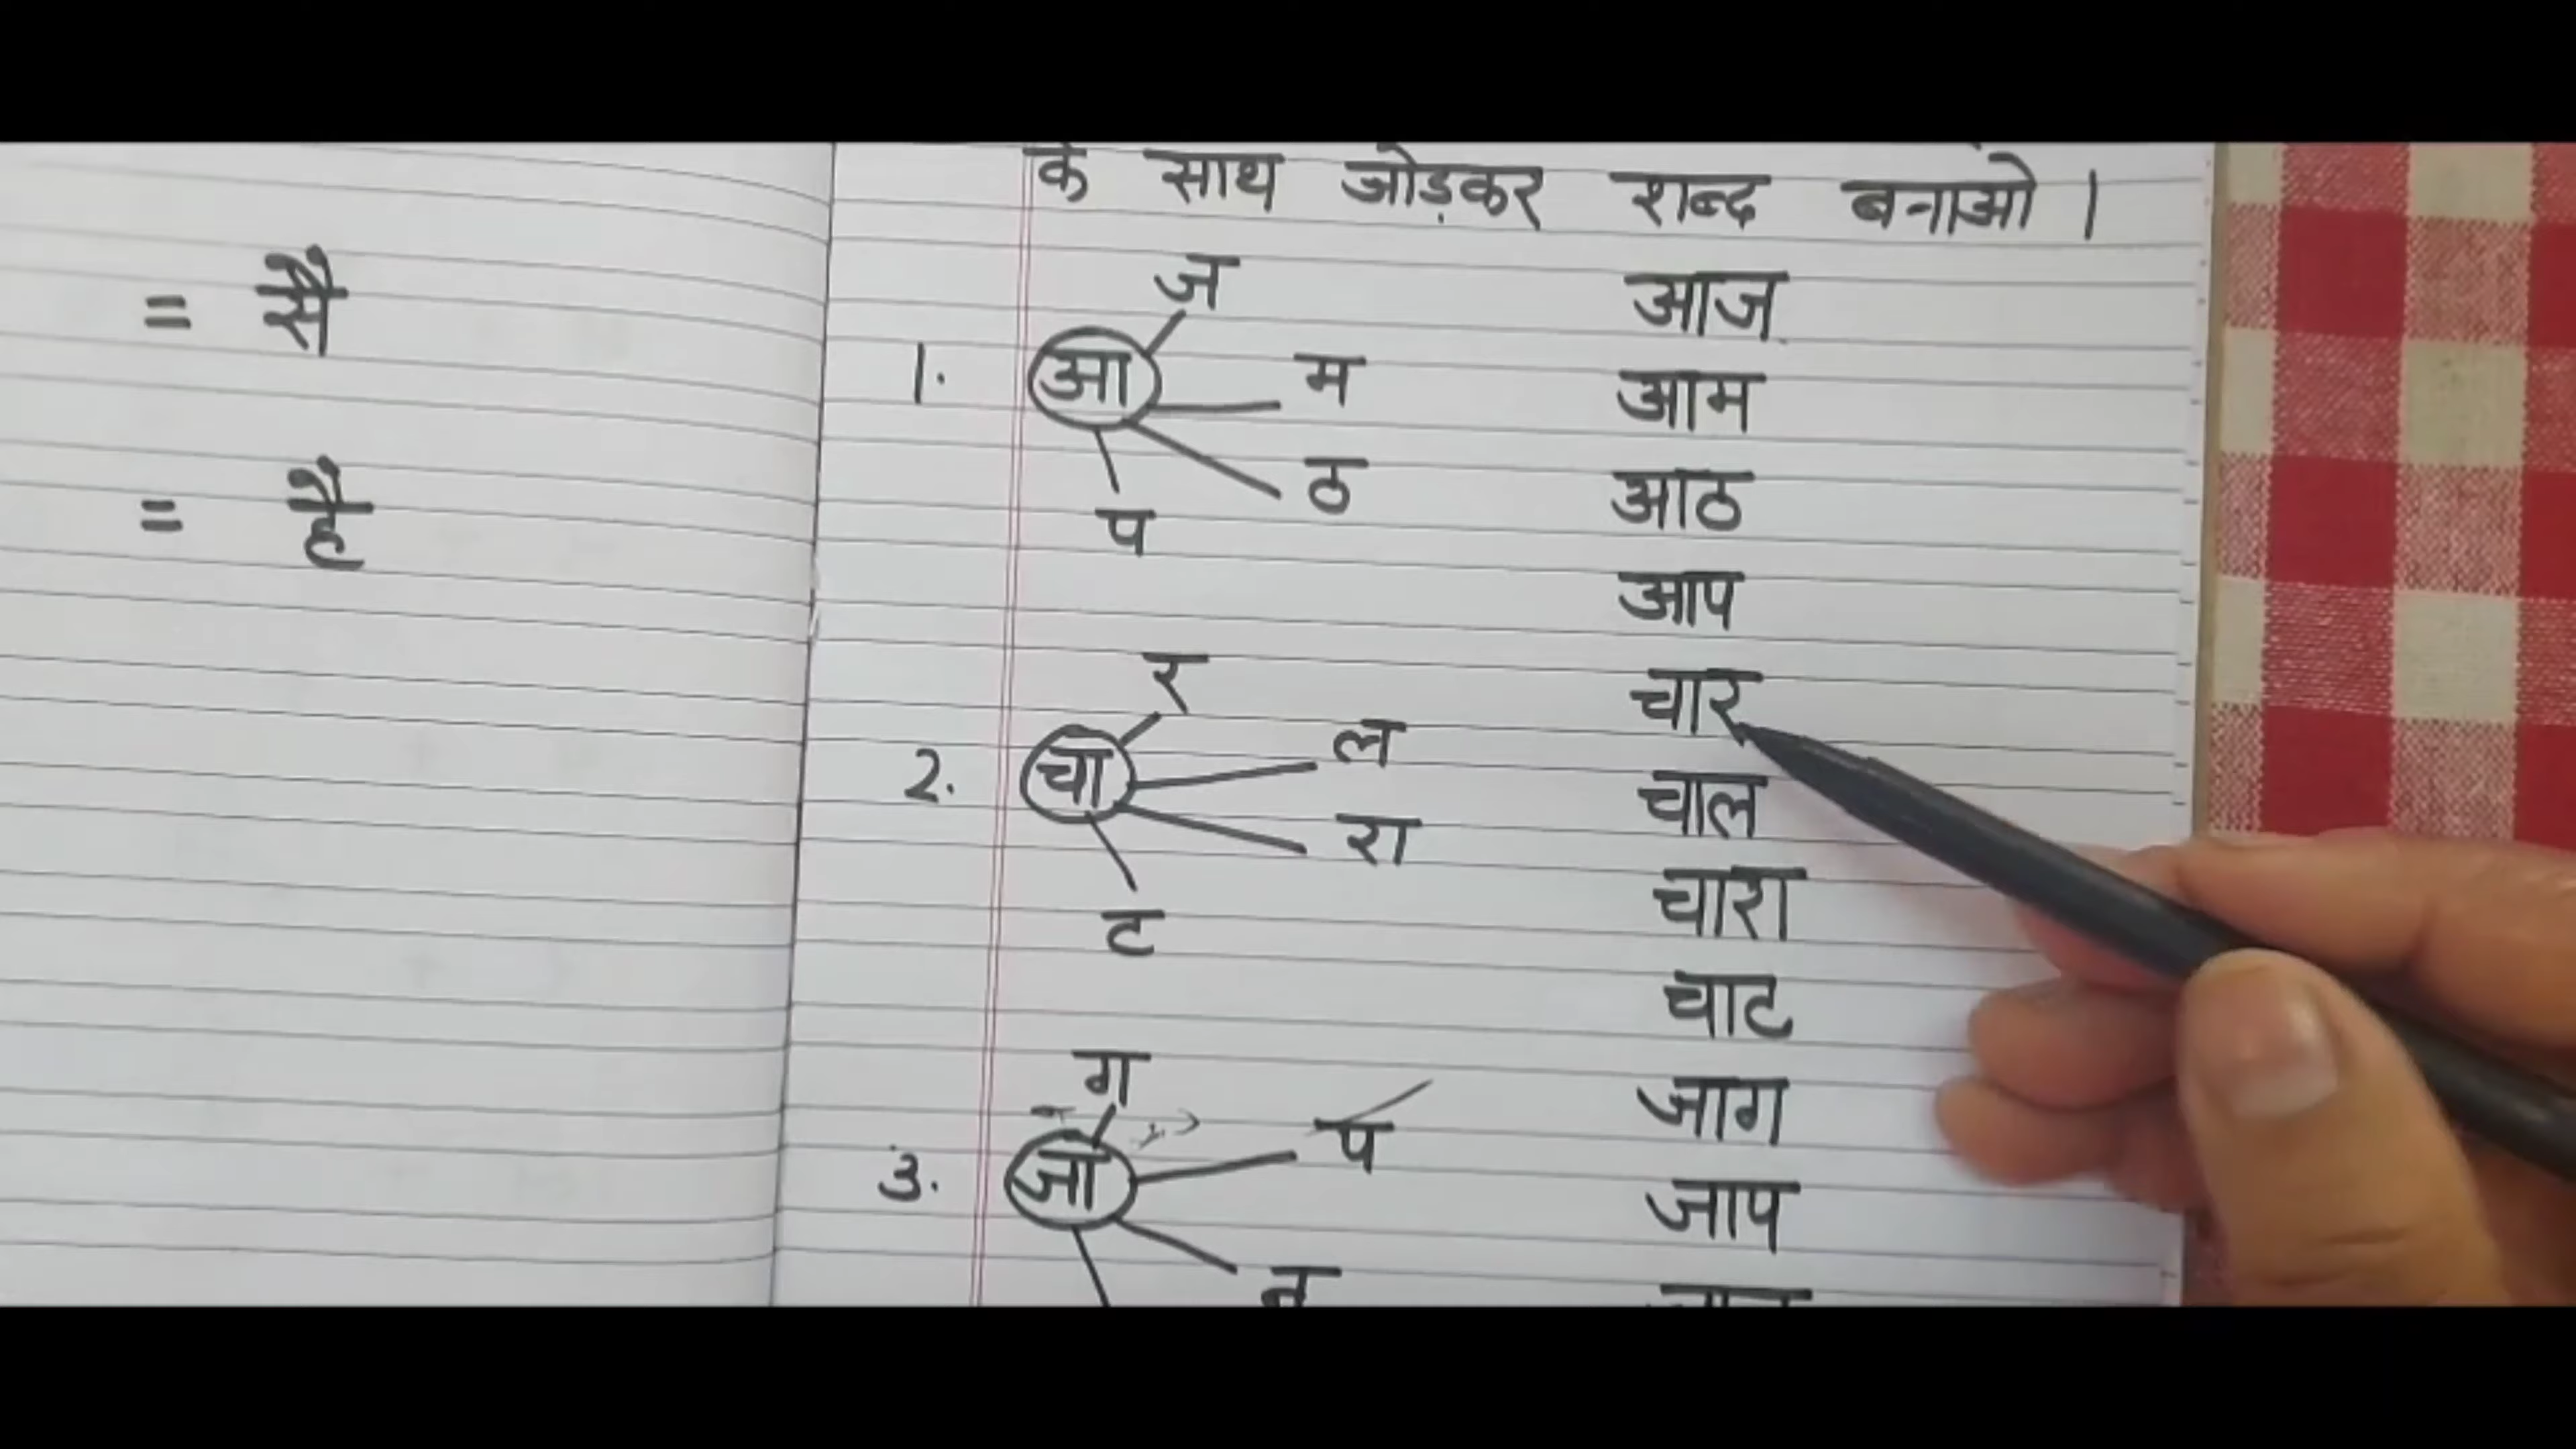 = सै
= है
के साथ जोड़कर शब्द बनाओ ।
ज आज
1. आ म आम
ठ आठ
प आप
र चार
2. चा ल चाल
रा चारा
ट चाट
ग जाग
3. जा प जाप
न